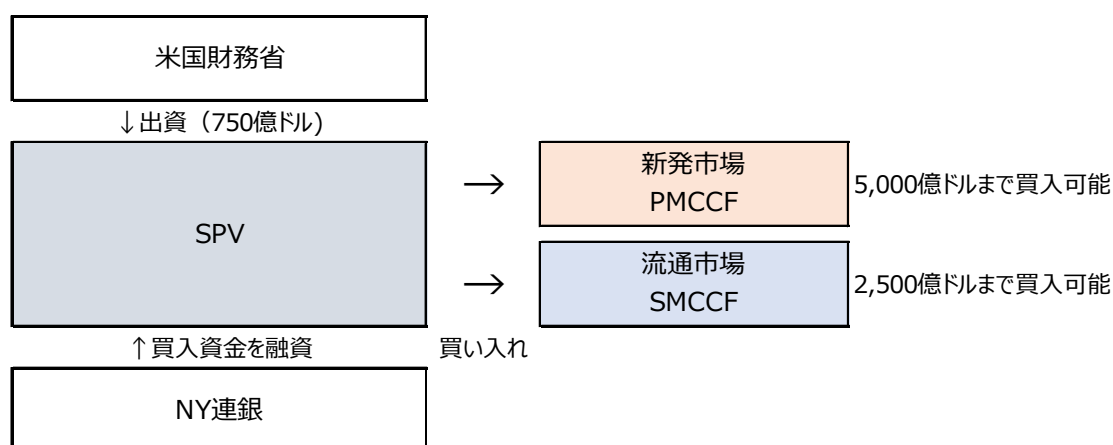 米国財務省
↓出資（750億ドル)
SPV
→
新発市場
PMCCF
5,000億ドルまで買入可能
→
流通市場
SMCCF
2,500億ドルまで買入可能
↑買入資金を融資
買い入れ
NY連銀